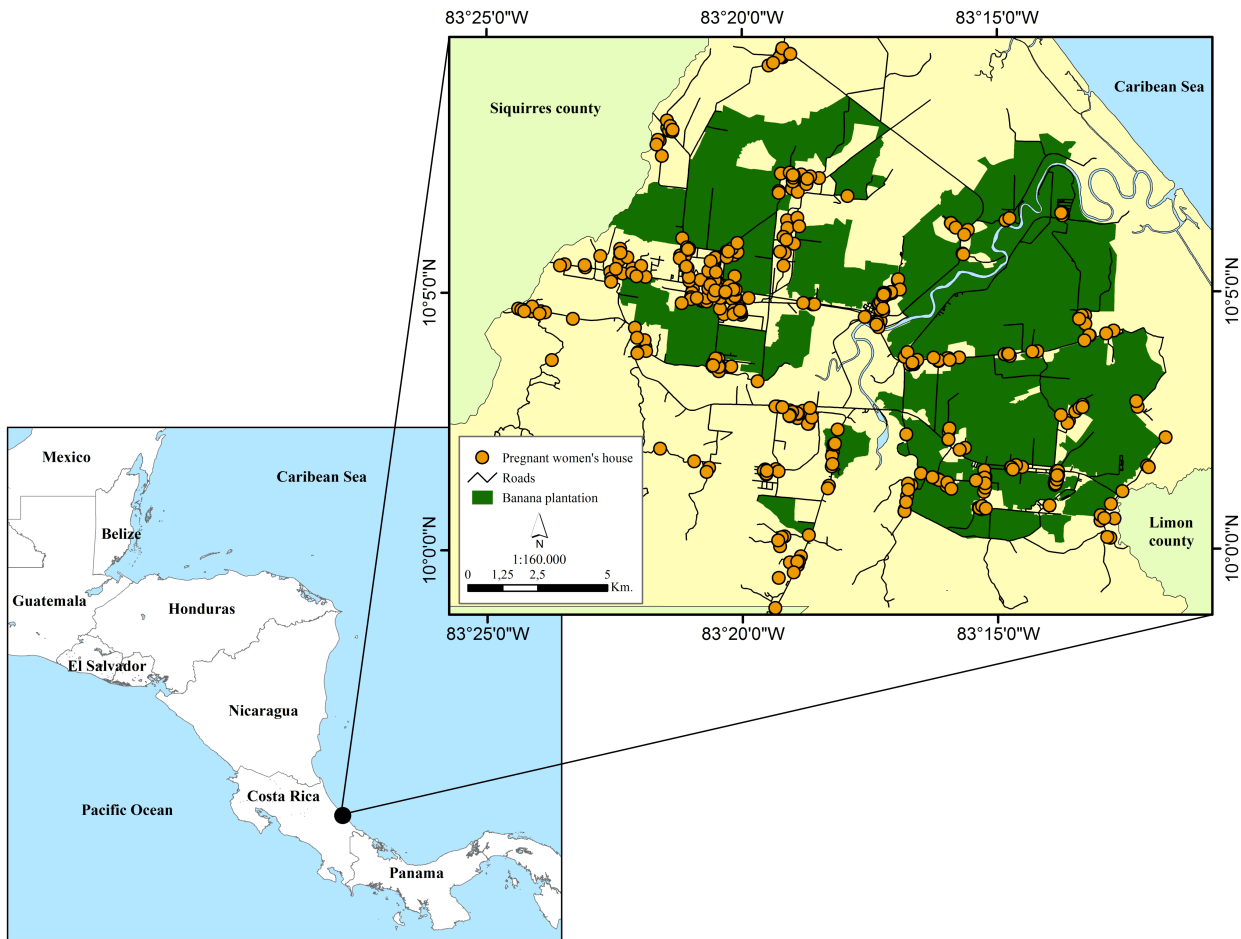 83°25'0"W
83°20'0"W
83°15'0"W
Siquirres county
Caribean Sea
10°5'0"N
10°5'0"N
Pregnant women's house
Roads
Banana plantation
N
1:160.000
0 1,25 2,5 5
Km.
Limon
county
10°0'0"N
10°0'0"N
83°25'0"W
83°20'0"W
83°15'0"W
Mexico
Caribean Sea
Belize
Guatemala
Honduras
El Salvador
Nicaragua
Costa Rica
Pacific Ocean
Panama